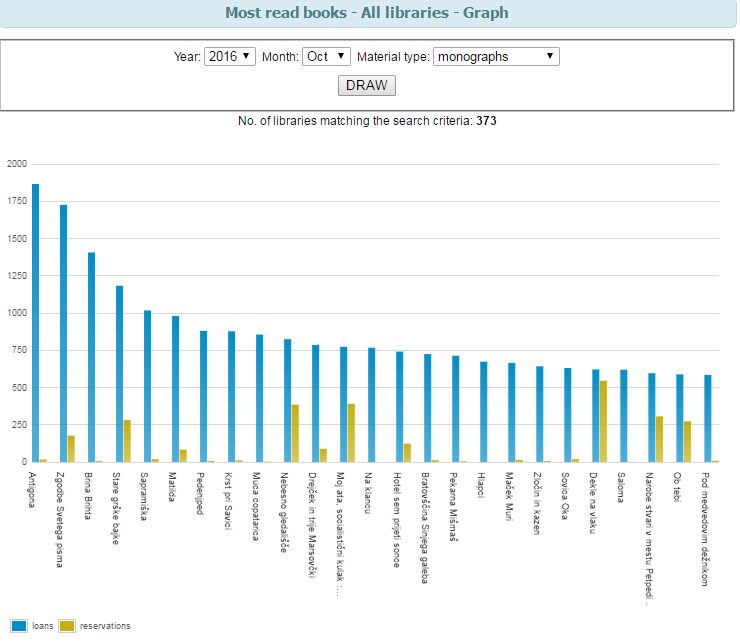 Most read books - All libraries - Graph
Year: 2016 Month: Oct Material type: monographs
DRAW
No. of libraries matching the search criteria: 373
2000
1750
1500
1250
1000
750
500
250
0
Antigona
Zgodbe Svetega pisma
Brina Brihta
Stare grške bajke
Sapramiška
Matilda
Pedenjped
Krst pri Savici
Muca copatarica
Nebesno gledališče
Drejček in trije Marsovčki
Moj ata, socialistični kulak :...
Na klancu
Hotel sem prijeti sonce
Bratovščina Sinjega galeba
Pekarna Mišmaš
Hlapci
Maček Muri
Zločin in kazen
Sovica Oka
Dekle na vlaku
Saloma
Narobe stvari v mestu Petpedi .
Ob tebi
Pod medvedovim dežnikom
loans reservations